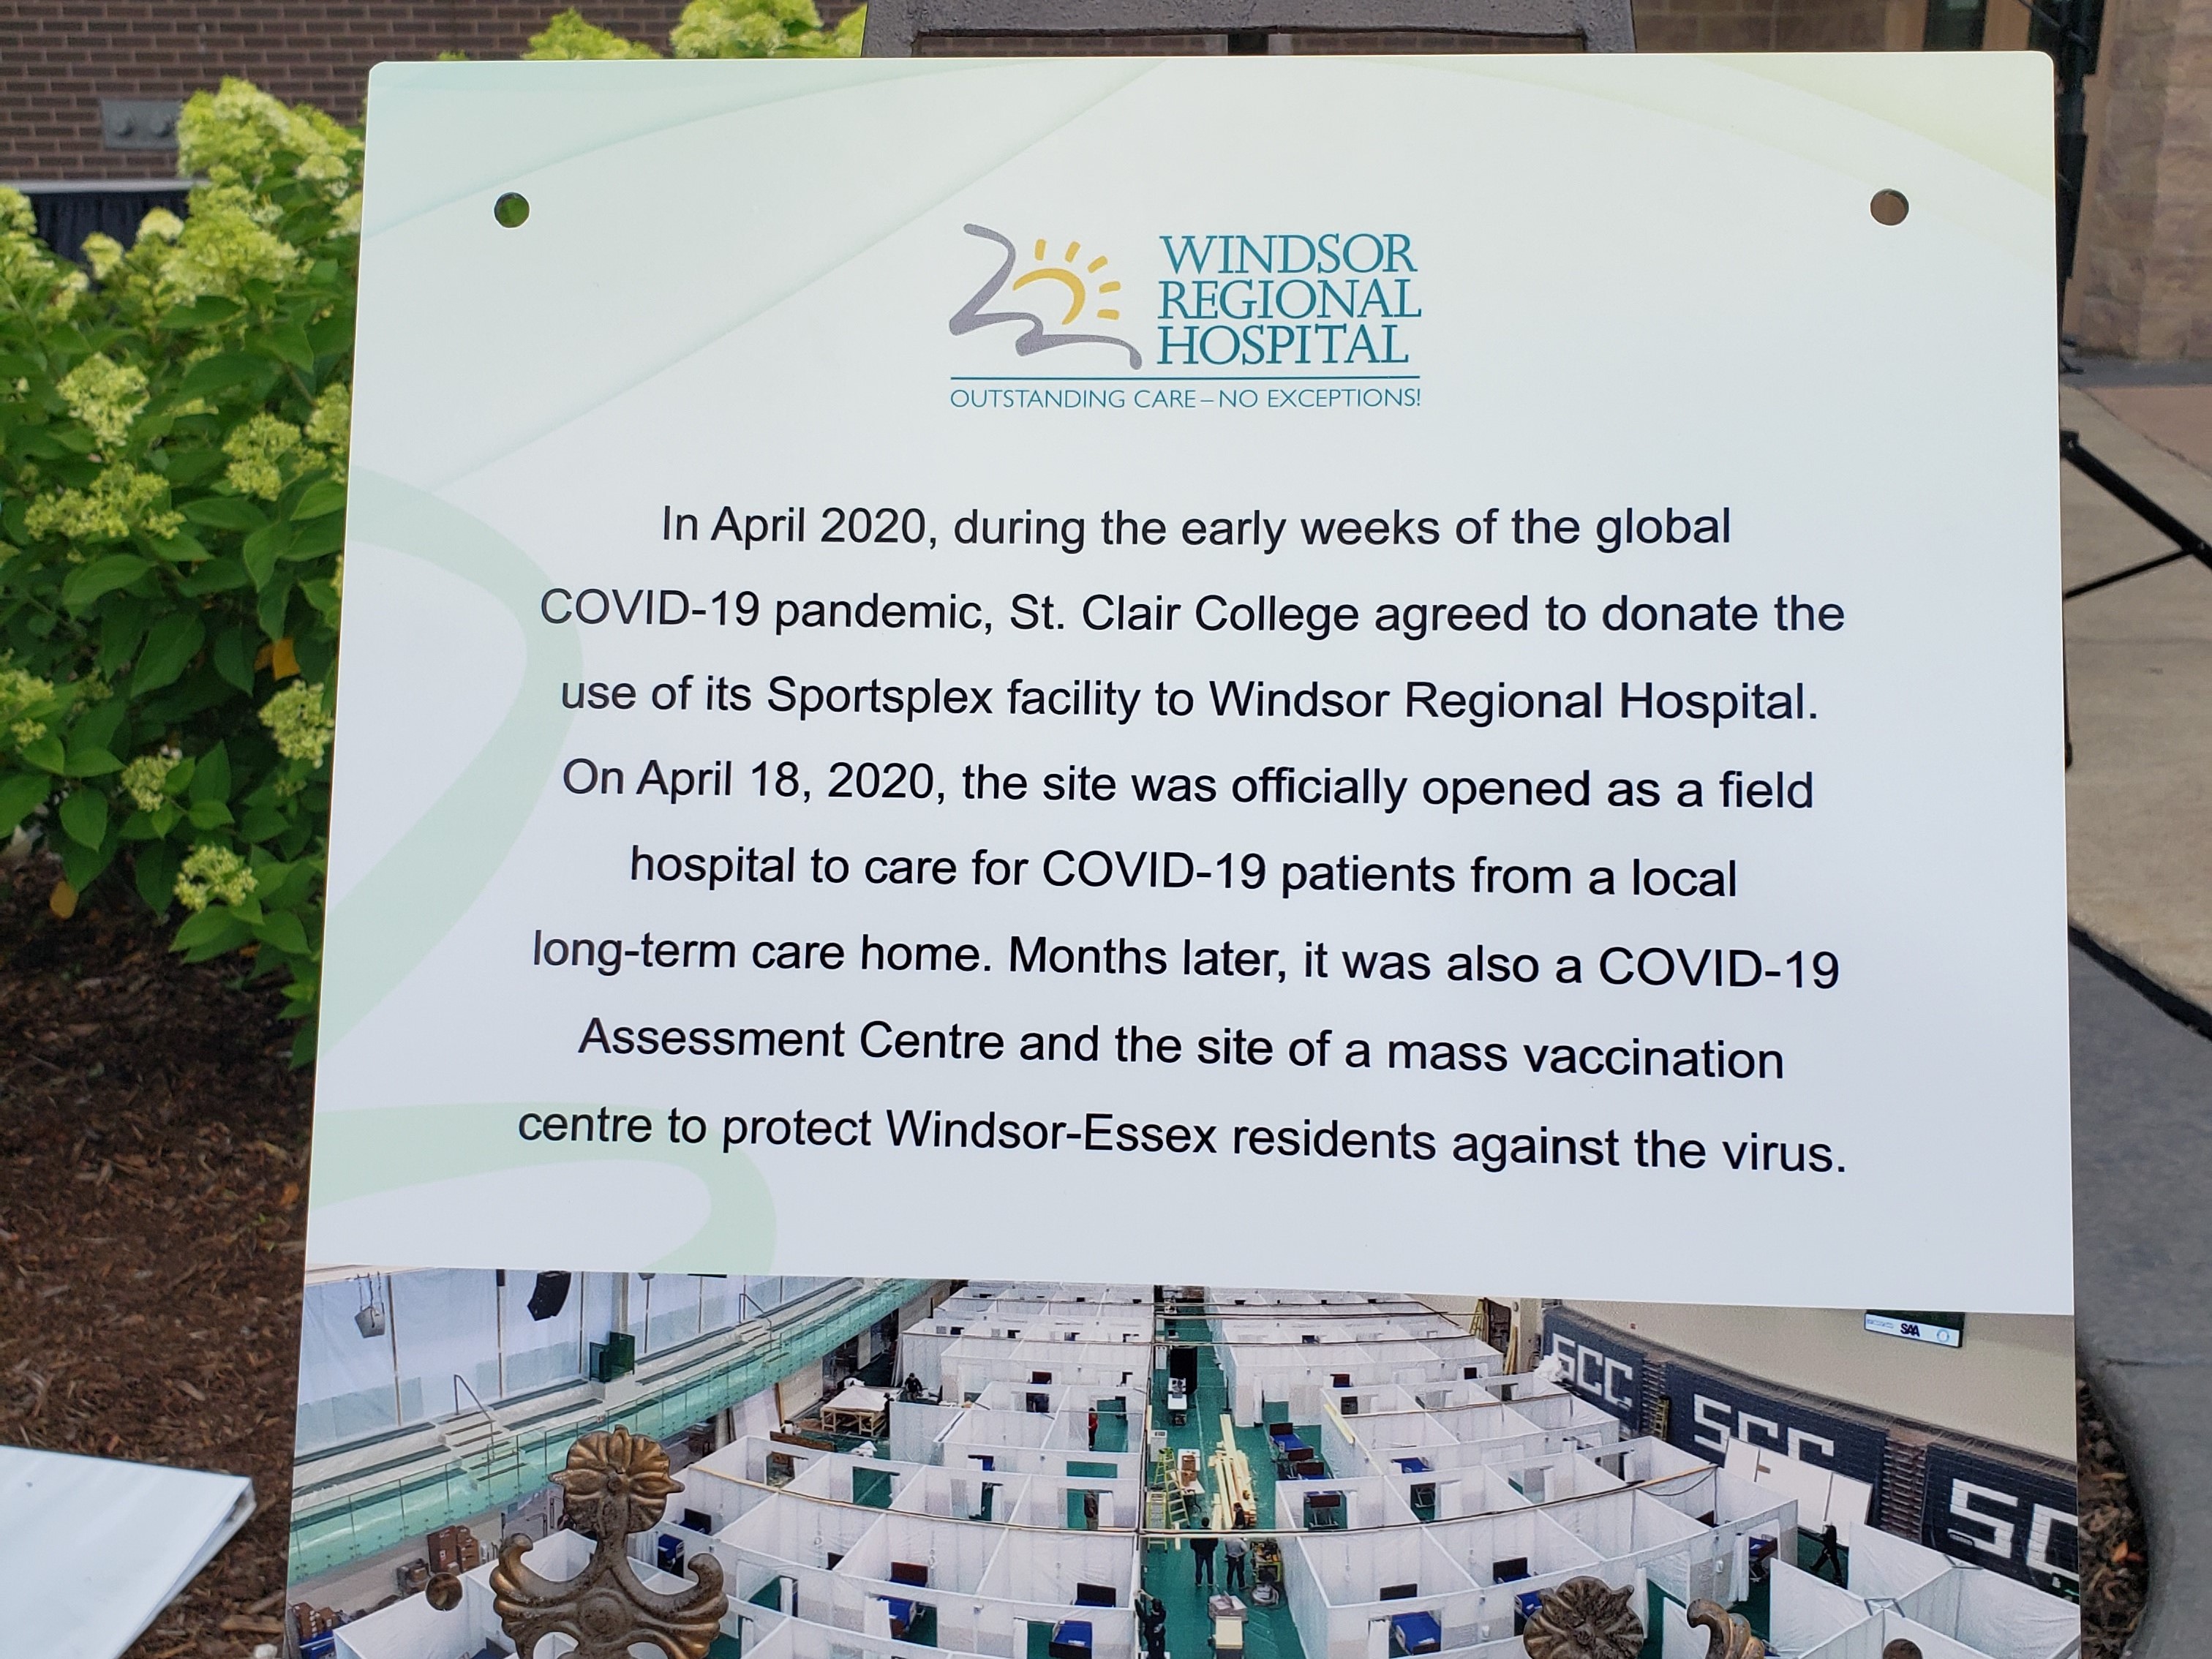 WINDSOR
REGIONAL
HOSPITAL
OUTSTANDING CARE – NO EXCEPTIONS!
In April 2020, during the early weeks of the global
COVID-19 pandemic, St. Clair College agreed to donate the
use of its Sportsplex facility to Windsor Regional Hospital.
On April 18, 2020, the site was officially opened as a field
hospital to care for COVID-19 patients from a local
long-term care home. Months later, it was also a COVID-19
Assessment Centre and the site of a mass vaccination
centre to protect Windsor-Essex residents against the virus.
SAA
SCC
SCC
SC